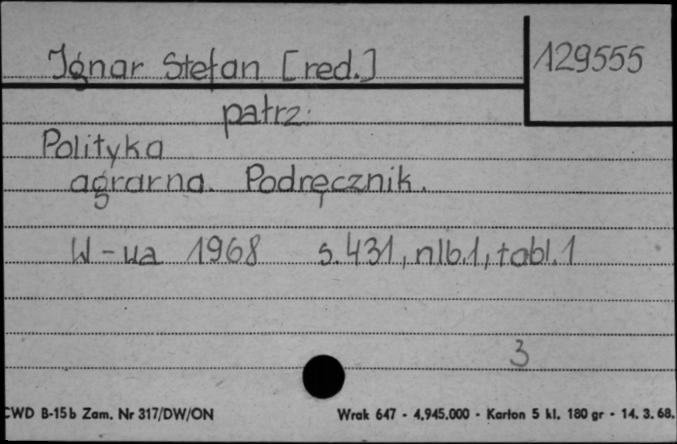 Ignar Stefan [red.]
129555
patrz:
Polityka
agrarna. Podręcznik.
W-wa 1968 s. 431, nlb. 1, tabl. 1
3
CWD B-15b Zam. Nr 317/DW/ON
Wrak 647 - 4.945.000 - Karton 5 kl. 180 gr - 14. 3. 68.